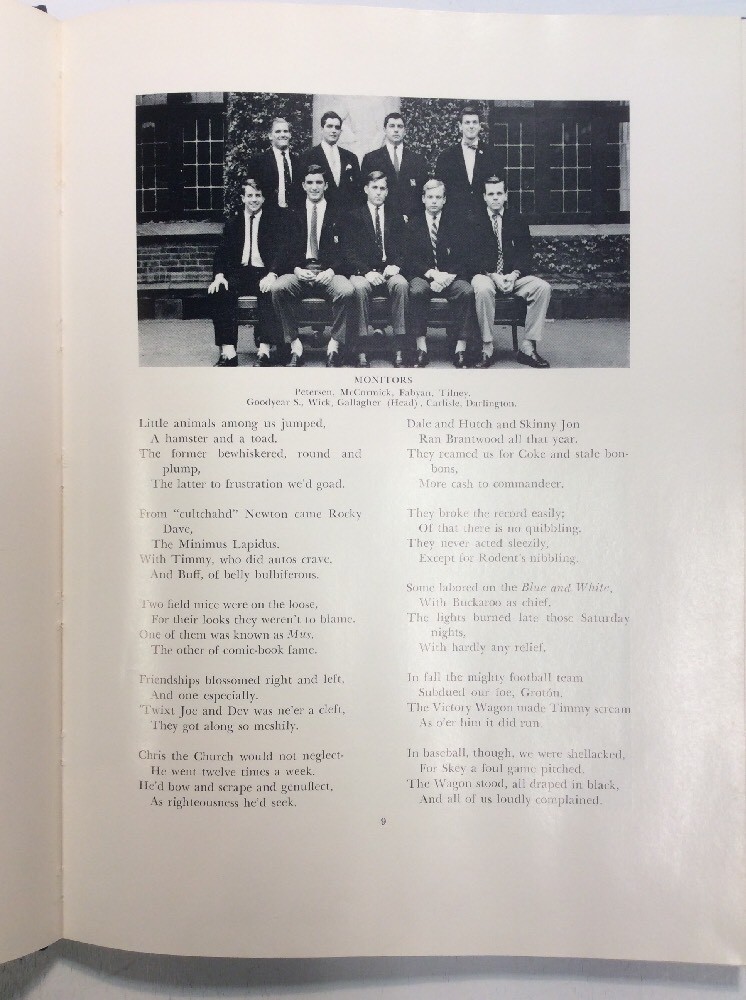 MONITORS
Petersen, McCormick, Fabyan, Tilney.
Goodyear S., Wick, Gallagher (Head), Carlisle, Darlington.
Little animals among us jumped,
A hamster and a toad.
The former bewhiskered, round and
plump,
The latter to frustration we'd goad.
From "cultchahd" Newton came Rocky
Dave,
The Minimus Lapidus.
With Timmy, who did autos crave,
And Buff, of belly bulbiferous.
Two field mice were on the loose,
For their looks they weren't to blame.
One of them was known as Mus,
The other of comic-book fame.
Friendships blossomed right and left,
And one especially.
'Twixt Joe and Dev was ne'er a cleft,
They got along so meshily.
Chris the Church would not neglect-
He went twelve times a week.
He'd bow and scrape and genuflect,
As righteousness he'd seek.
Dale and Hutch and Skinny Jon
Ran Brantwood all that year.
They reamed us for Coke and stale bon-
bons,
More cash to commandeer.
They broke the record easily;
Of that there is no quibbling.
They never acted sleezily,
Except for Rodent's nibbling.
Some labored on the Blue and White,
With Buckaroo as chief,
The lights burned late those Saturday
nights,
With hardly any relief.
In fall the mighty football team
Subdued our foe, Grotón.
The Victory Wagon made Timmy scream
As o'er him it did run.
In baseball, though, we were shellacked,
For Skey a foul game pitched.
The Wagon stood, all draped in black,
And all of us loudly complained.
9